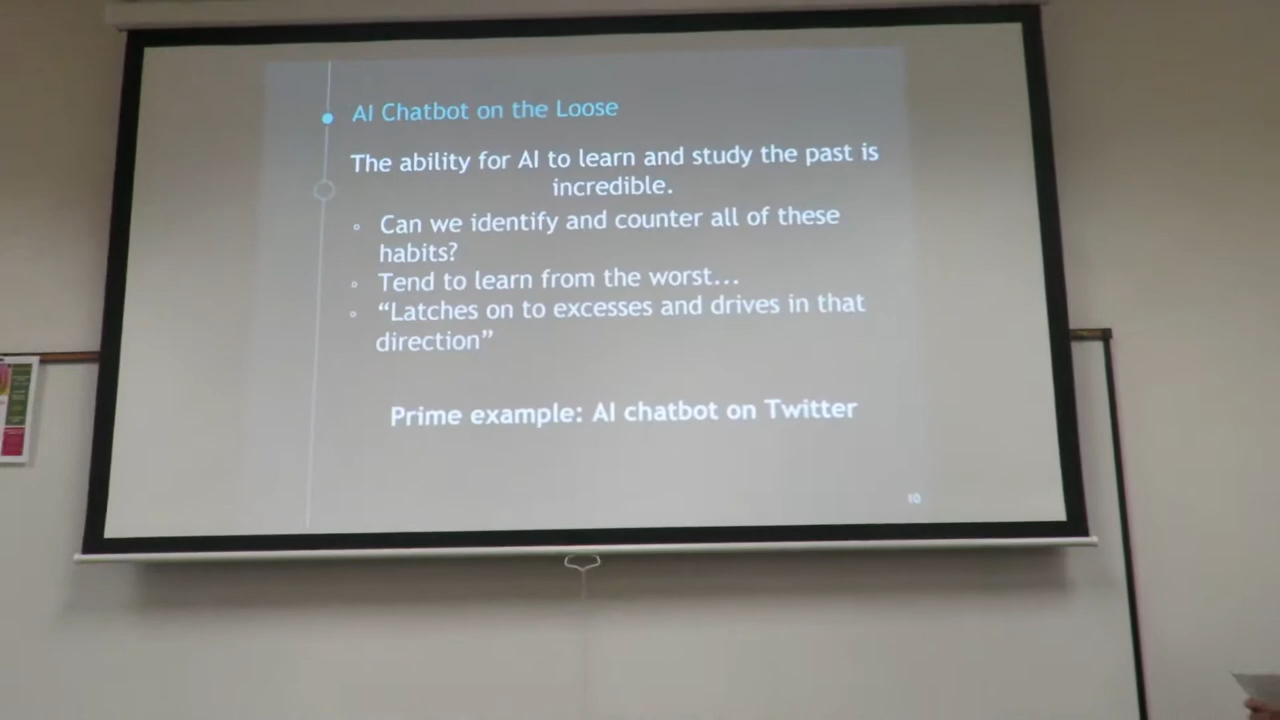 AI Chatbot on the Loose
The ability for AI to learn and study the past is
incredible.
◦ Can we identify and counter all of these
habits?
◦ Tend to learn from the worst...
◦ “Latches on to excesses and drives in that
direction”
Prime example: AI chatbot on Twitter
10